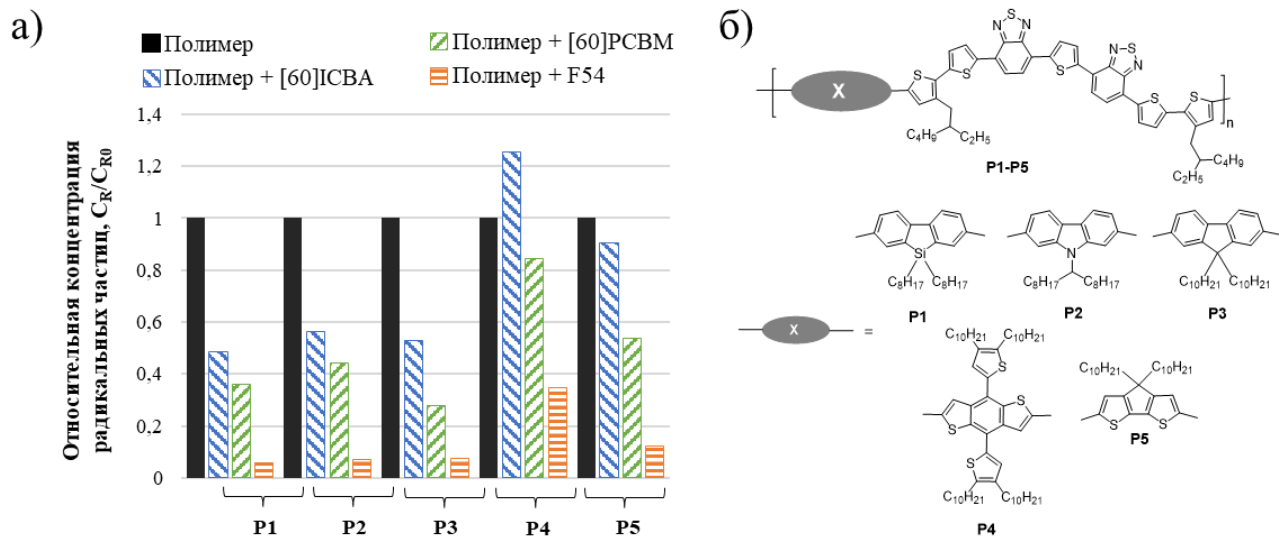 а)
Полимер
Полимер + [60]PCBM
Полимер + [60]ICBA
Полимер + F54
Относительная концентрация
радикальных частиц, C_R/C_R0
1,4
1,2
1
0,8
0,6
0,4
0,2
0
P1
P2
P3
P4
P5
б)
N S N
N S N
X
S
S
S
S
S
n
C4H9
C2H5
C2H5
C4H9
P1-P5
Si
C8H17
C8H17
P1
N
C8H17
C8H17
P2
C10H21
C10H21
P3
X
=
C10H21
C10H21
S
S
S
S
C10H21
C10H21
P4
C10H21
C10H21
S
S
P5